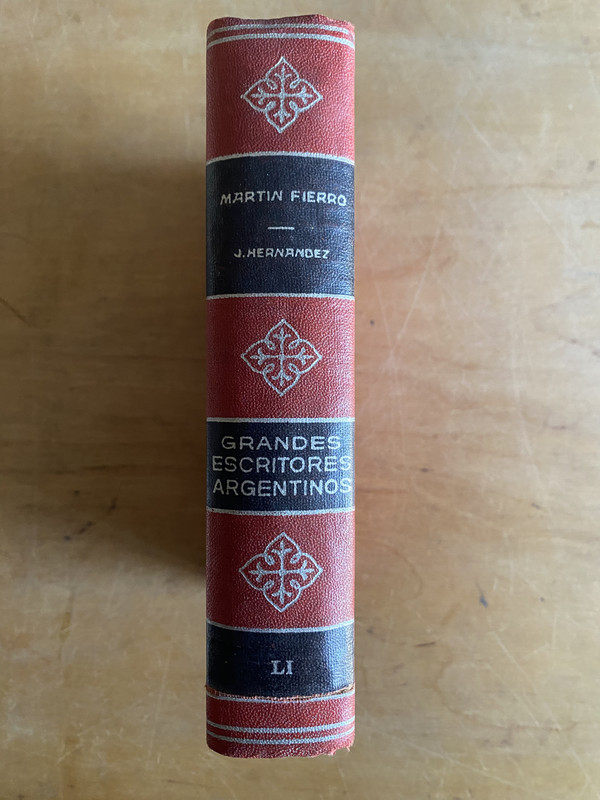 MARTIN FIERRO
J. HERNANDEZ
GRANDES
ESCRITORES
ARGENTINOS
LI